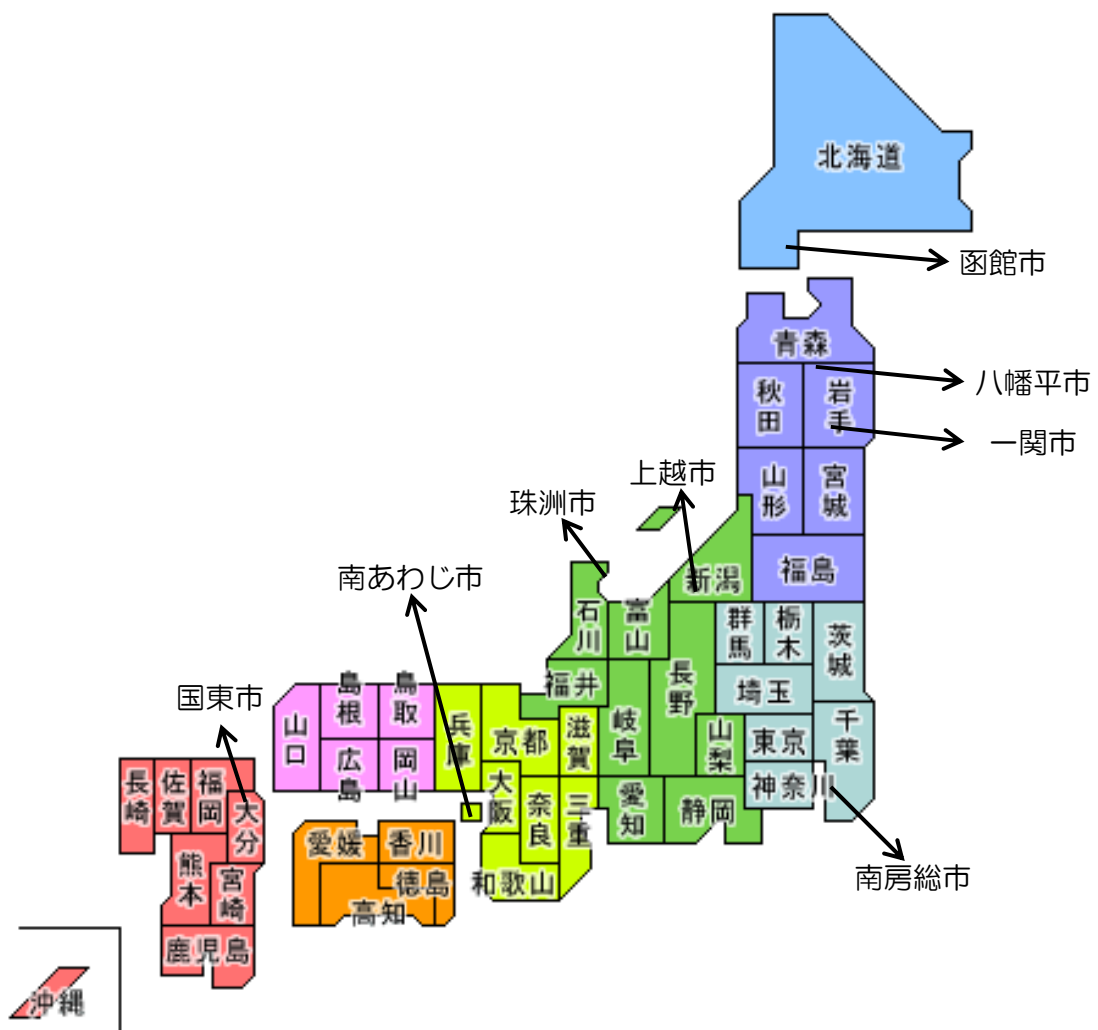 北海道
函館市
青森
八幡平市
秋田
岩手
一関市
上越市
山形
宮城
珠洲市
南あわじ市
新潟
福島
石川
富山
群馬
栃木
茨城
国東市
福井
長野
埼玉
島根
鳥取
兵庫
京都
滋賀
岐阜
山梨
東京
千葉
山口
広島
岡山
神奈川
長崎
佐賀
福岡
大分
大阪
奈良
三重
愛知
静岡
愛媛
香川
南房総市
熊本
宮崎
徳島
和歌山
高知
鹿児島
沖縄